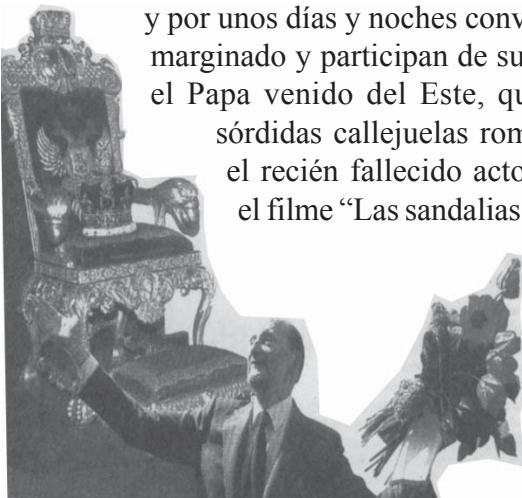 y por unos días y noches conv
marginado y participan de su
el Papa venido del Este, qu
sórdidas callejuelas rom
el recién fallecido acto
el filme “Las sandalias